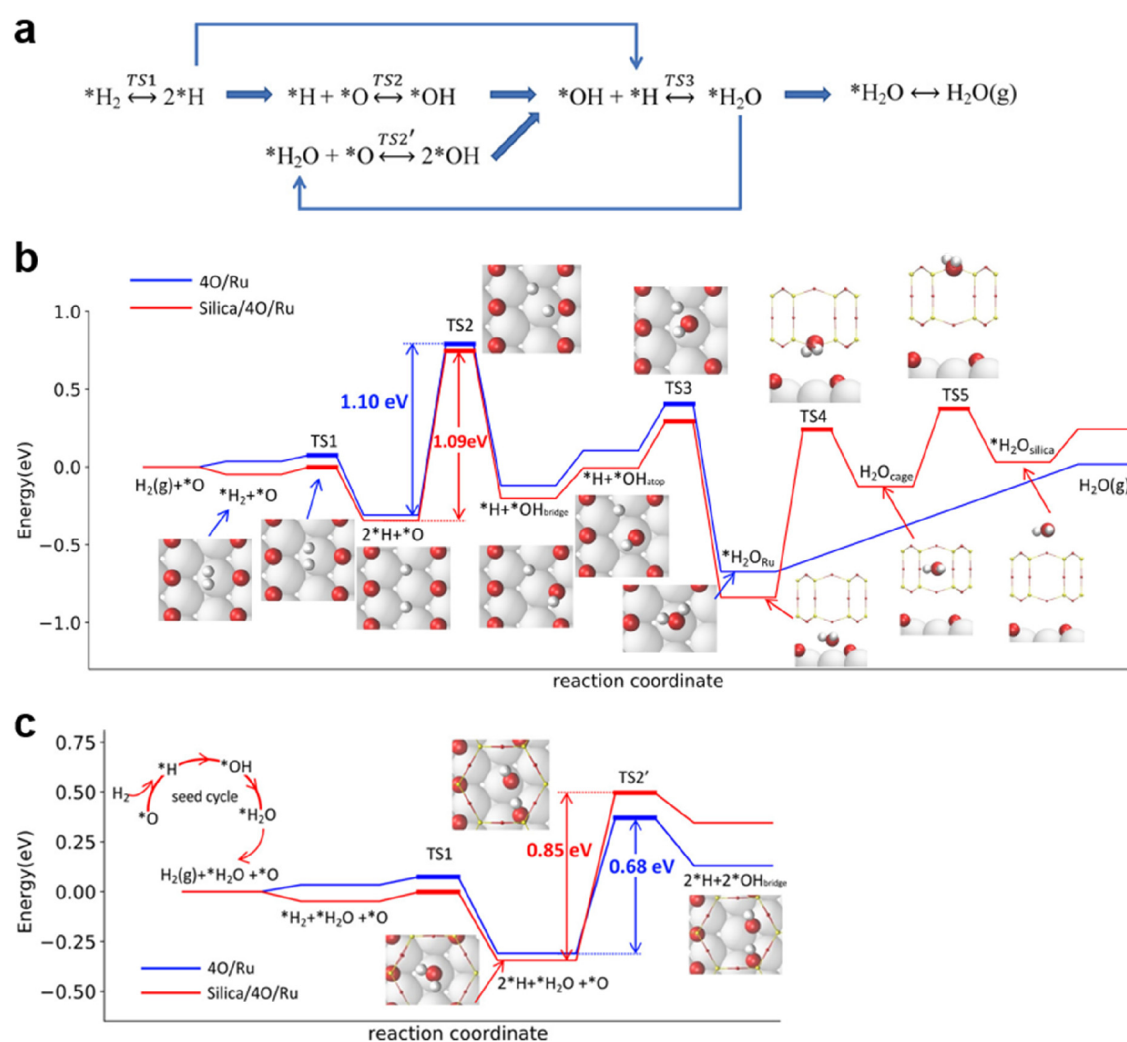 a
*H₂ TS1 ⟷ 2*H *H + *O TS2 ⟷ *OH *OH + *H TS3 ⟷ *H₂O *H₂O ⟷ H₂O(g)
*H₂O + *O TS2′ ⟷ 2*OH
b
4O/Ru
Silica/4O/Ru
1.0
0.5
0.0
−0.5
−1.0
Energy(eV)
H₂(g)+*O
*H₂+*O
TS1
2*H+*O
1.10 eV
1.09eV
TS2
*H+*OHbridge
*H+*OHatop
TS3
*H₂ORu
TS4
H₂Ocage
TS5
*H₂Osilica
H₂O(g)
reaction coordinate
c
0.75
0.50
0.25
0.00
−0.25
−0.50
Energy(eV)
H₂
*H
*OH
*H₂O
*O
seed cycle
H₂(g)+*H₂O +*O
*H₂+*H₂O +*O
TS1
2*H+*H₂O +*O
0.85 eV
0.68 eV
TS2′
2*H+2*OHbridge
4O/Ru
Silica/4O/Ru
reaction coordinate